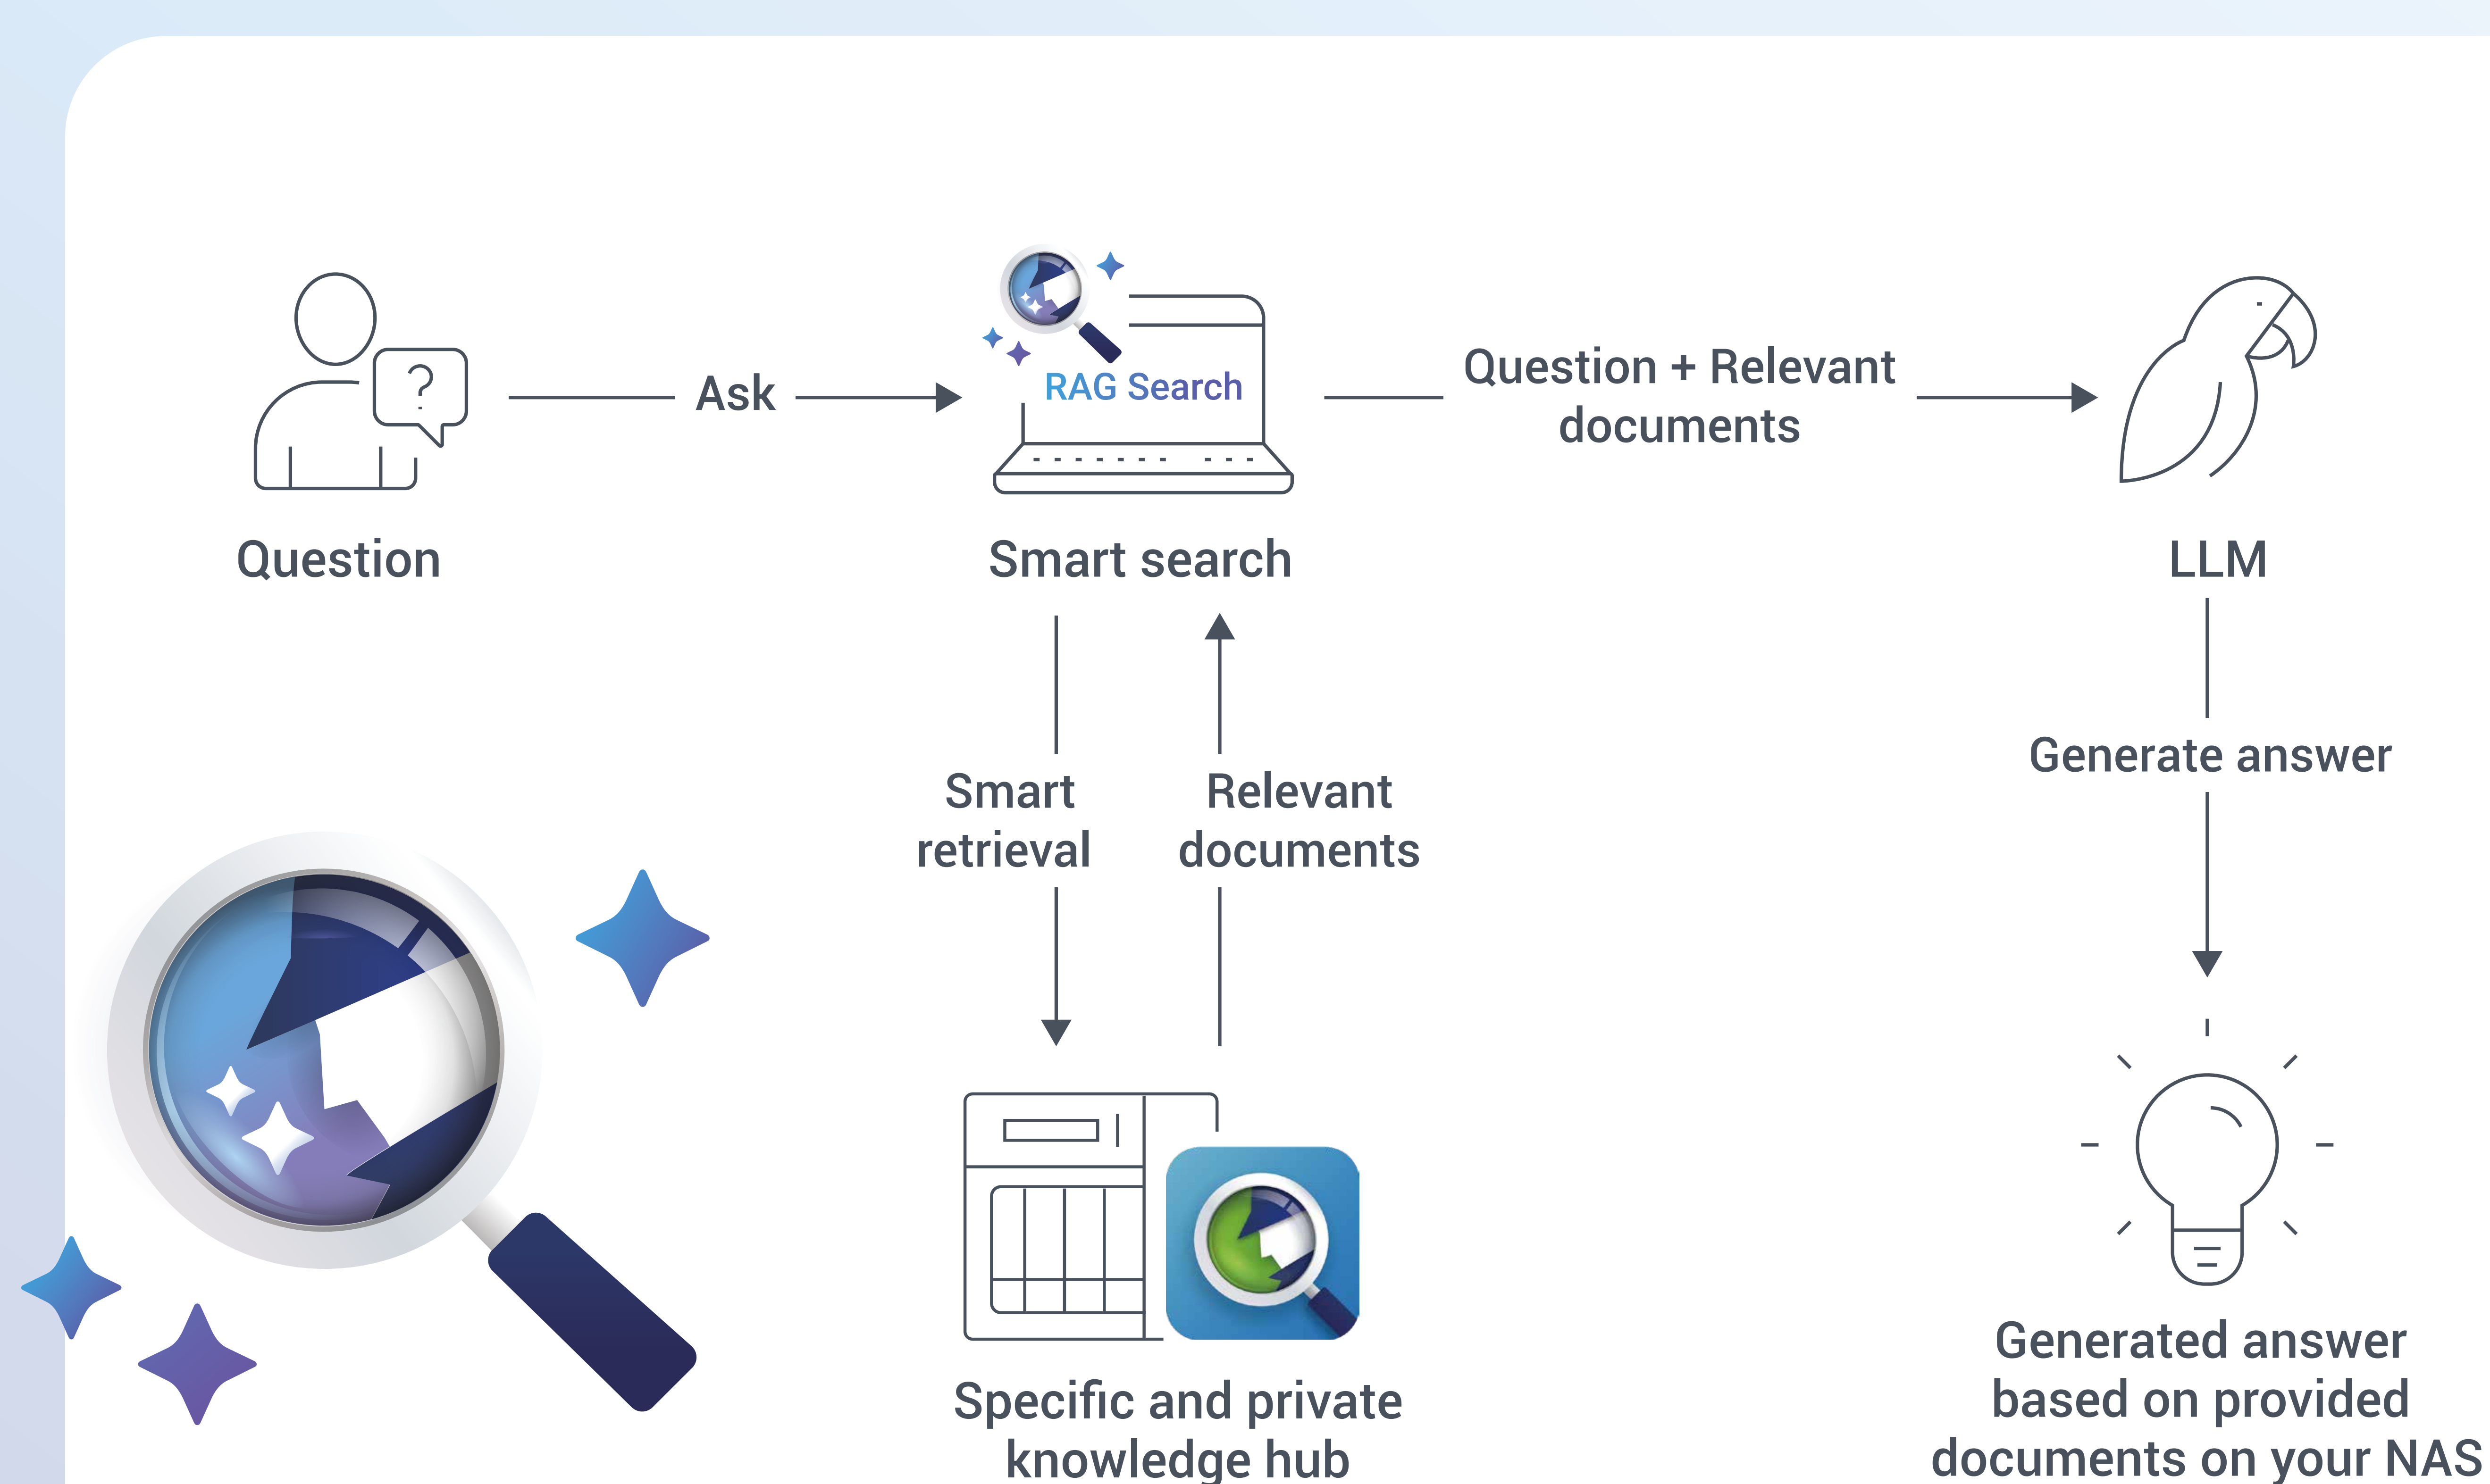 ?
Ask
RAG Search
Question + Relevant
documents
Question
Smart search
LLM
Smart
retrieval
Relevant
documents
Generate answer
Specific and private
knowledge hub
Generated answer
based on provided
documents on your NAS